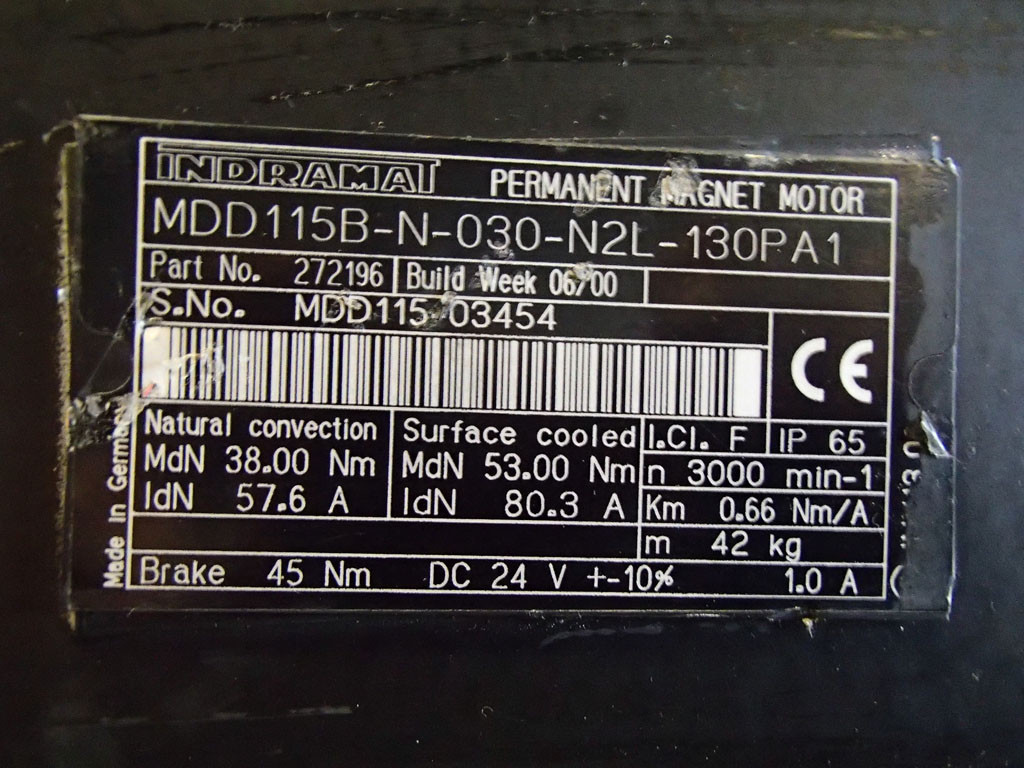 INDRAMAT PERMANENT MAGNET MOTOR
MDD115B-N-030-N2L-130PA1
Part No. 272196 Build Week 06/00
S.No. MDD115-03454
CE
Natural convection Surface cooled I.Cl. F IP 65
MdN 38.00 Nm MdN 53.00 Nm n 3000 min-1
IdN 57.6 A IdN 80.3 A Km 0.66 Nm/A
m 42 kg
Brake 45 Nm DC 24 V +-10% 1.0 A
Made in Germany